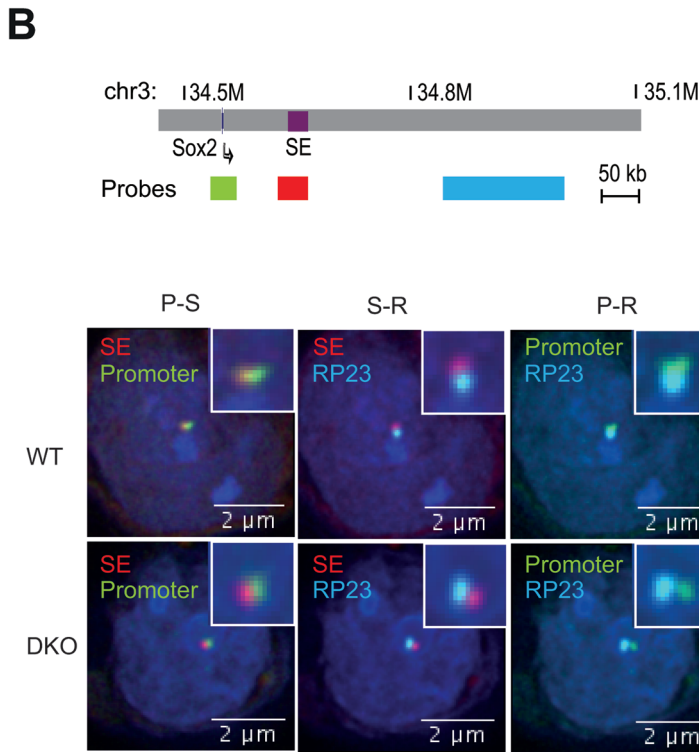 B
chr3: 34.5M 34.8M 35.1M
Sox2 SE
Probes 50 kb
P-S S-R P-R
SE SE Promoter
Promoter RP23 RP23
WT
2 µm 2 µm 2 µm
SE SE Promoter
Promoter RP23 RP23
DKO
2 µm 2 µm 2 µm